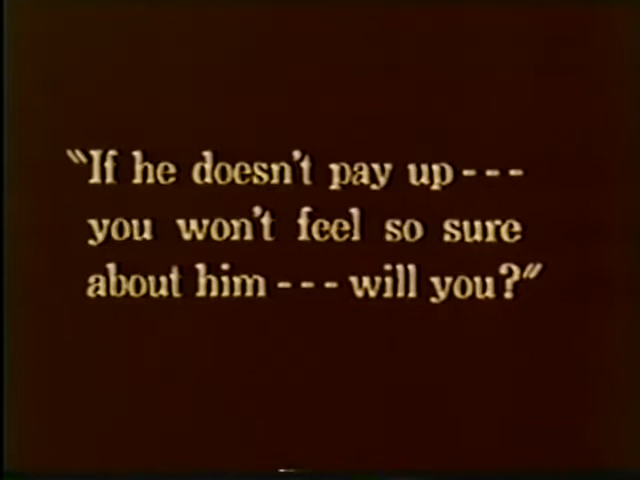 "If he doesn't pay up---
you won't feel so sure
about him---will you?"